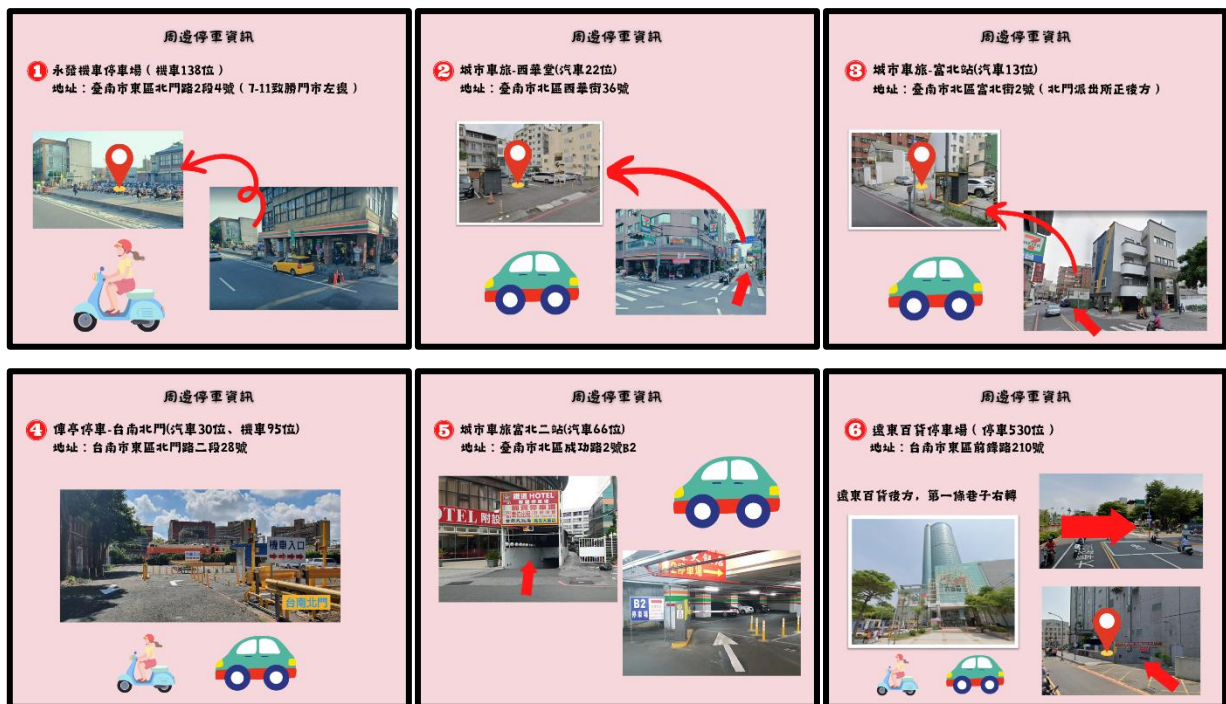 周邊停車資訊
1 永發機車停車場(機車138位)
地址:臺南市東區北門路2段4號(7-11致勝門市左邊)
周邊停車資訊
2 城市車旅-西華堂(汽車22位)
地址:臺南市北區西華街36號
周邊停車資訊
3 城市車旅-富北站(汽車13位)
地址:臺南市北區富北街2號(北門派出所正後方)
周邊停車資訊
4 俥亭停車-台南北門(汽車30位、機車95位)
地址:台南市東區北門路二段28號
機車入口
台南北門
周邊停車資訊
5 城市車旅富北二站(汽車66位)
地址:臺南市北區成功路2號B2
鐵道 HOTEL
TEL 附設
B2
停車場
周邊停車資訊
6 遠東百貨停車場(停車530位)
地址:台南市東區前鋒路210號
遠東百貨後方,第一條巷子右轉